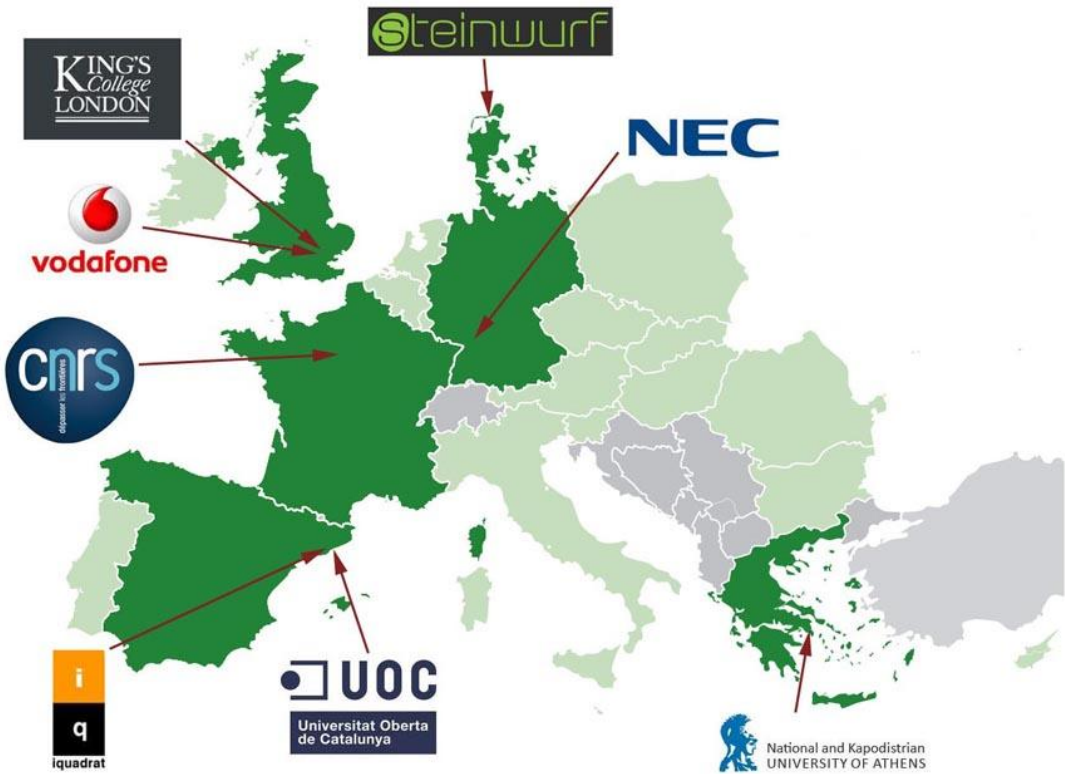 steinwurf
KING'S
College
LONDON
NEC
vodafone
cnrs
dépasser les frontières
i
q
iquadrat
UOC
Universitat Oberta
de Catalunya
National and Kapodistrian
UNIVERSITY OF ATHENS